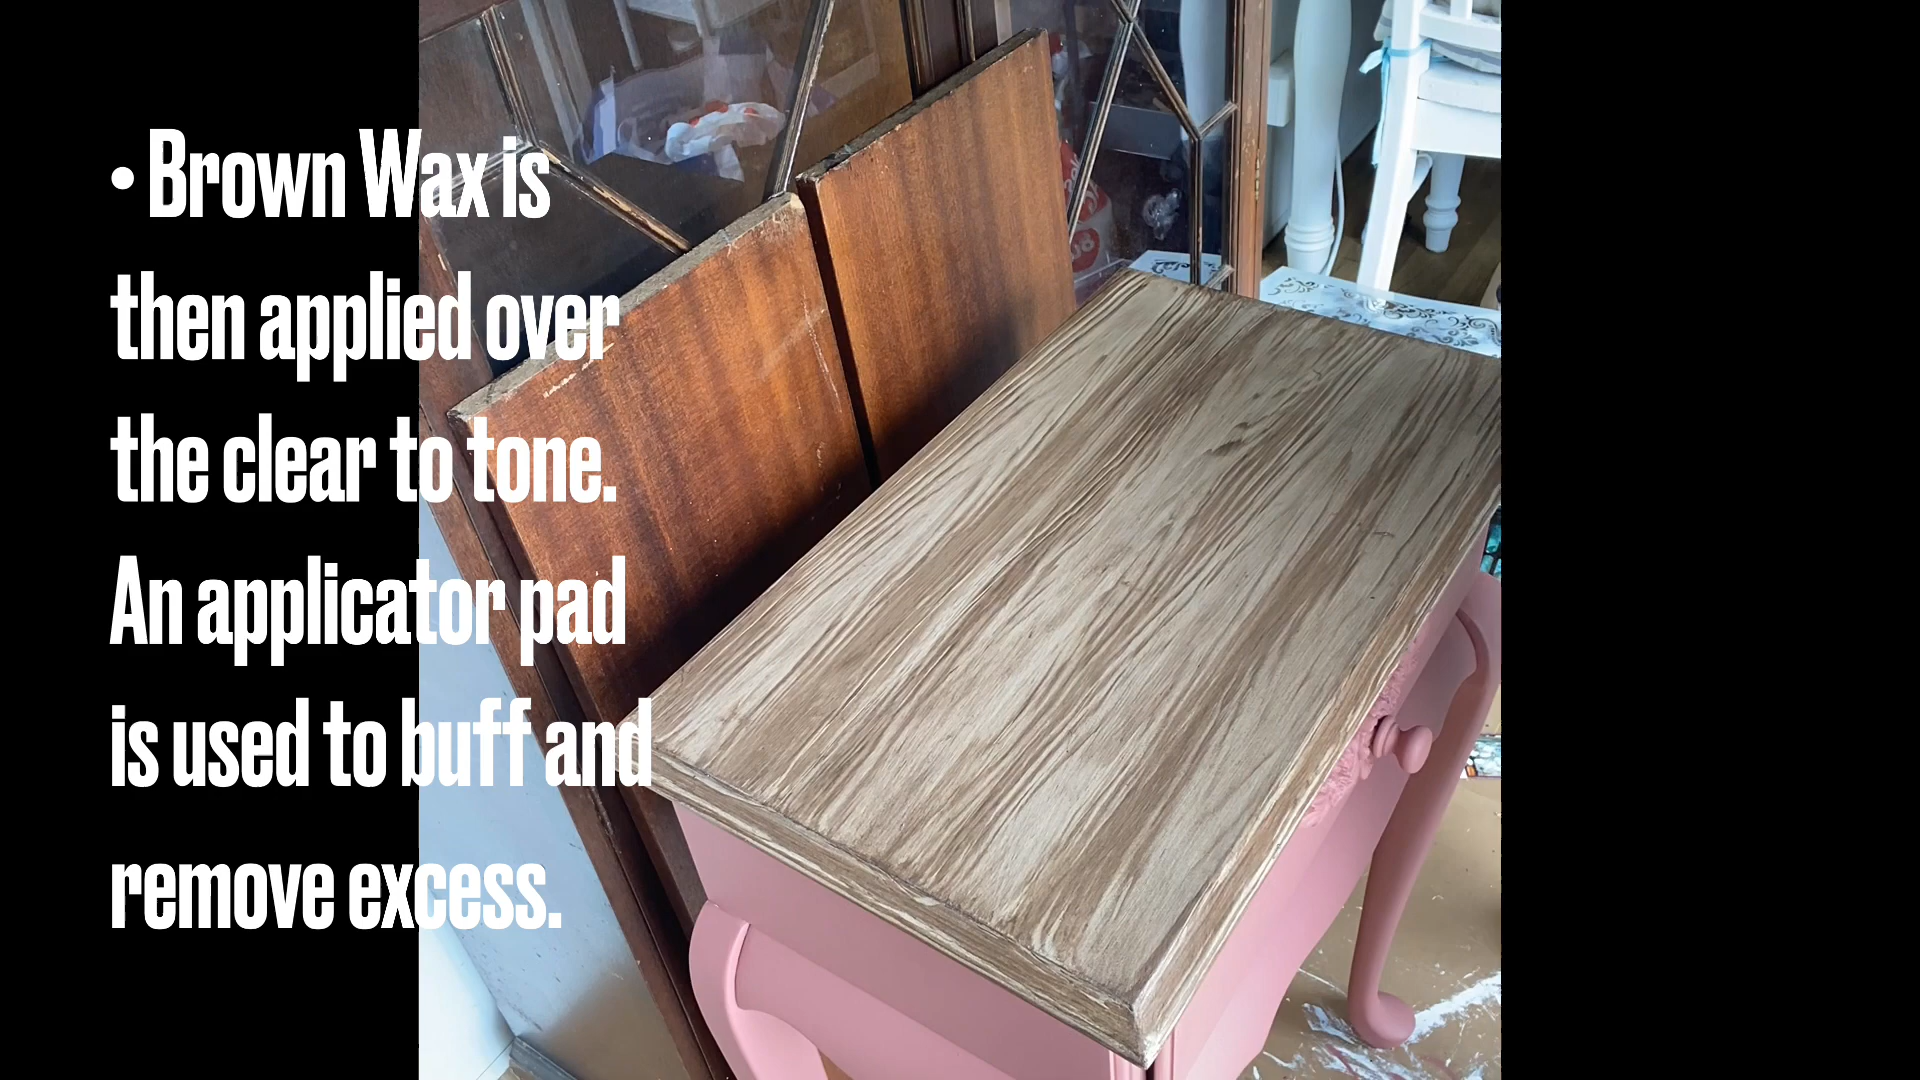 • Brown Wax is
then applied over
the clear to tone.
An applicator pad
is used to buff and
remove excess.